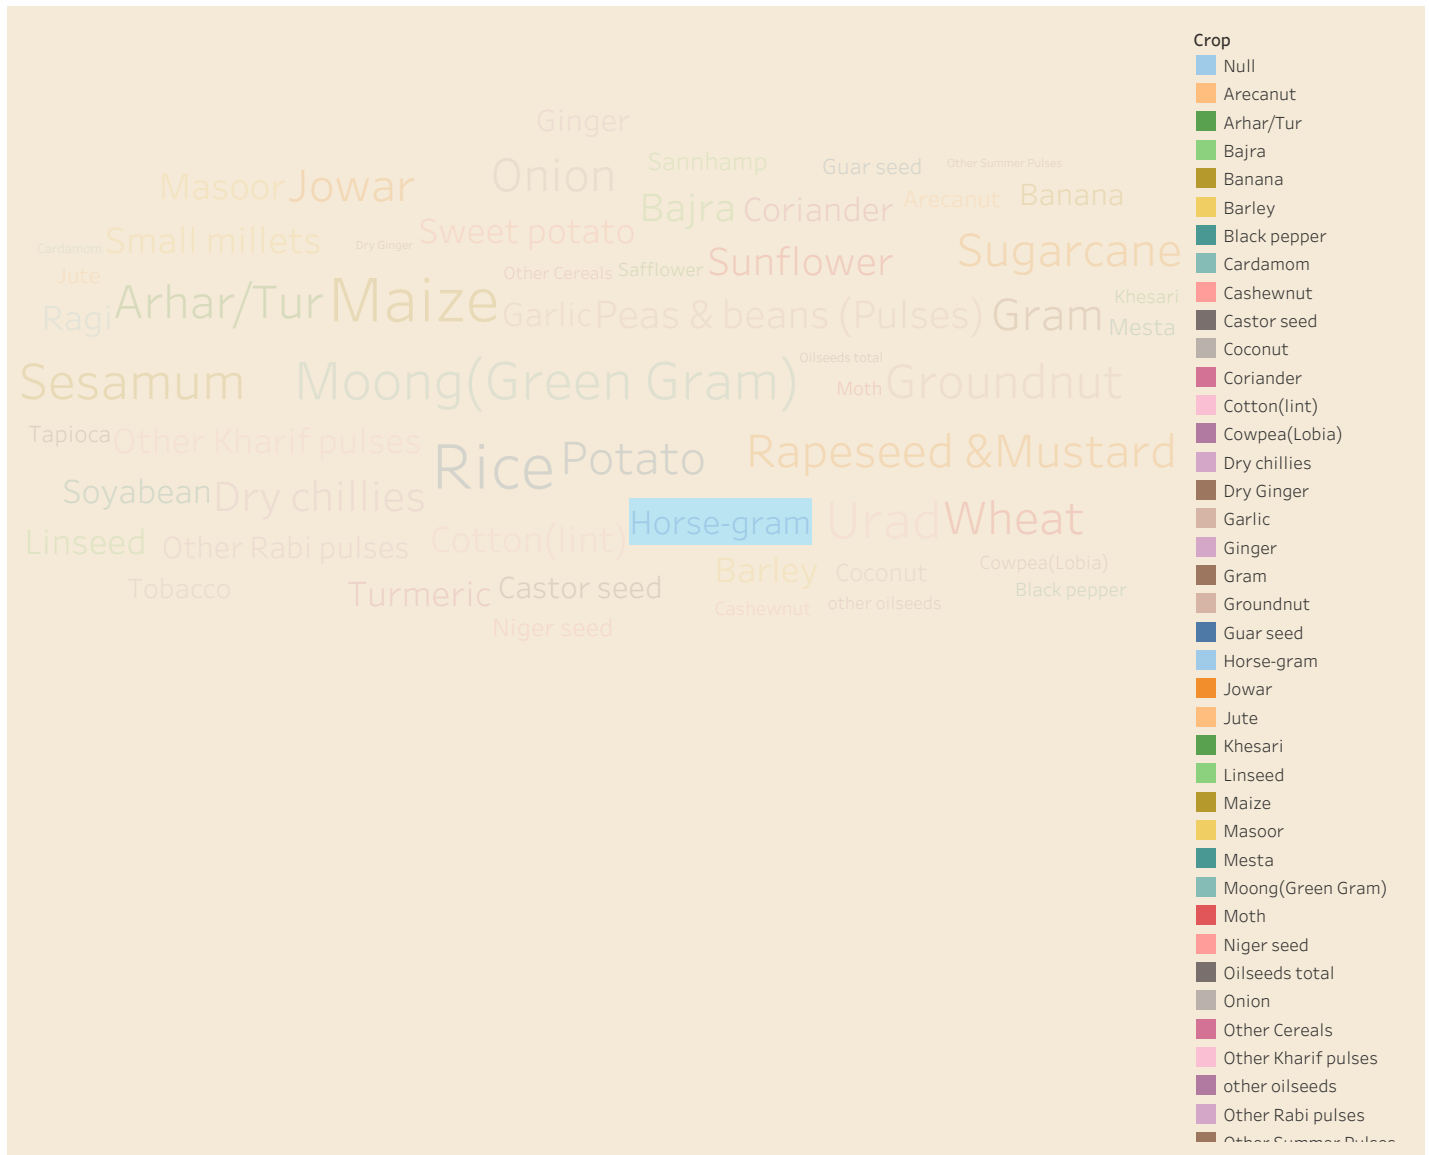 Ginger
Onion
Sannhamp
Guar seed
Other Summer Pulses
Masoor
Jowar
Bajra
Coriander
Arecanut
Banana
Cardamom
Small millets
Dry Ginger
Sweet potato
Other Cereals
Safflower
Sunflower
Sugarcane
Jute
Ragi
Arhar/Tur
Maize
Garlic
Peas & beans (Pulses)
Gram
Khesari
Mesta
Sesamum
Moong(Green Gram)
Oilseeds total
Moth
Groundnut
Tapioca
Other Kharif pulses
Rice
Potato
Rapeseed &Mustard
Soyabean
Dry chillies
Horse-gram
Urad
Wheat
Linseed
Other Rabi pulses
Cotton(lint)
Barley
Coconut
Cowpea(Lobia)
Tobacco
Turmeric
Castor seed
Cashewnut
other oilseeds
Black pepper
Niger seed
Crop
Null
Arecanut
Arhar/Tur
Bajra
Banana
Barley
Black pepper
Cardamom
Cashewnut
Castor seed
Coconut
Coriander
Cotton(lint)
Cowpea(Lobia)
Dry chillies
Dry Ginger
Garlic
Ginger
Gram
Groundnut
Guar seed
Horse-gram
Jowar
Jute
Khesari
Linseed
Maize
Masoor
Mesta
Moong(Green Gram)
Moth
Niger seed
Oilseeds total
Onion
Other Cereals
Other Kharif pulses
other oilseeds
Other Rabi pulses
Other Summer Pulses